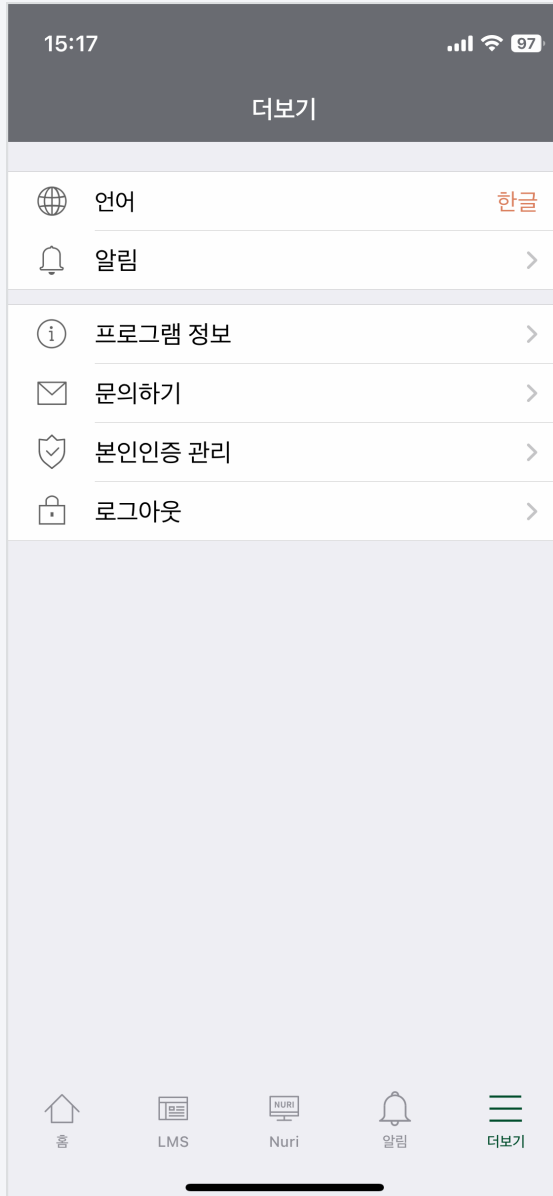 15:17
97
더보기
언어 한글
알림
프로그램 정보
문의하기
본인인증 관리
로그아웃
NURI
홈 LMS Nuri 알림 더보기